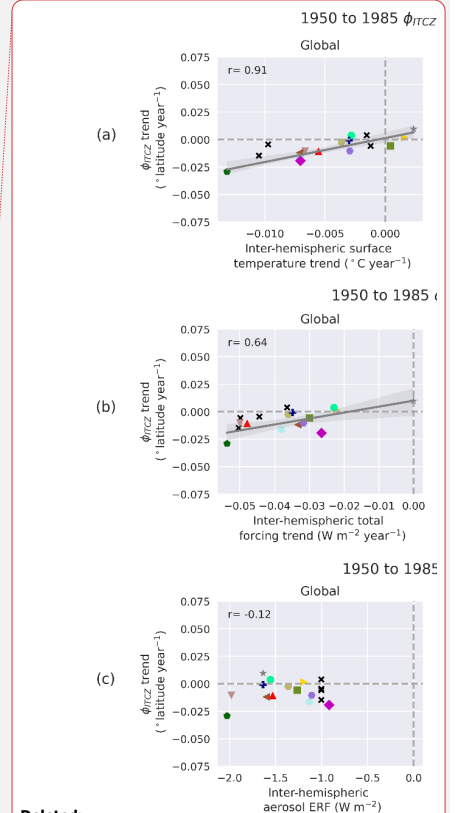 1950 to 1985 ϕITCZ
Global
(a)
ϕITCZ trend
(°latitude year−1)
0.075
0.050
0.025
0.000
−0.025
−0.050
−0.075
r= 0.91
−0.010
−0.005
0.000
Inter-hemispheric surface
temperature trend (°C year−1)
1950 to 1985
Global
(b)
ϕITCZ trend
(°latitude year−1)
0.075
0.050
0.025
0.000
−0.025
−0.050
−0.075
r= 0.64
−0.05
−0.04
−0.03
−0.02
−0.01
0.00
Inter-hemispheric total
forcing trend (W m−2 year−1)
1950 to 1985
Global
(c)
ϕITCZ trend
(°latitude year−1)
0.075
0.050
0.025
0.000
−0.025
−0.050
−0.075
r= -0.12
−2.0
−1.5
−1.0
−0.5
0.0
Inter-hemispheric
aerosol ERF (W m−2)